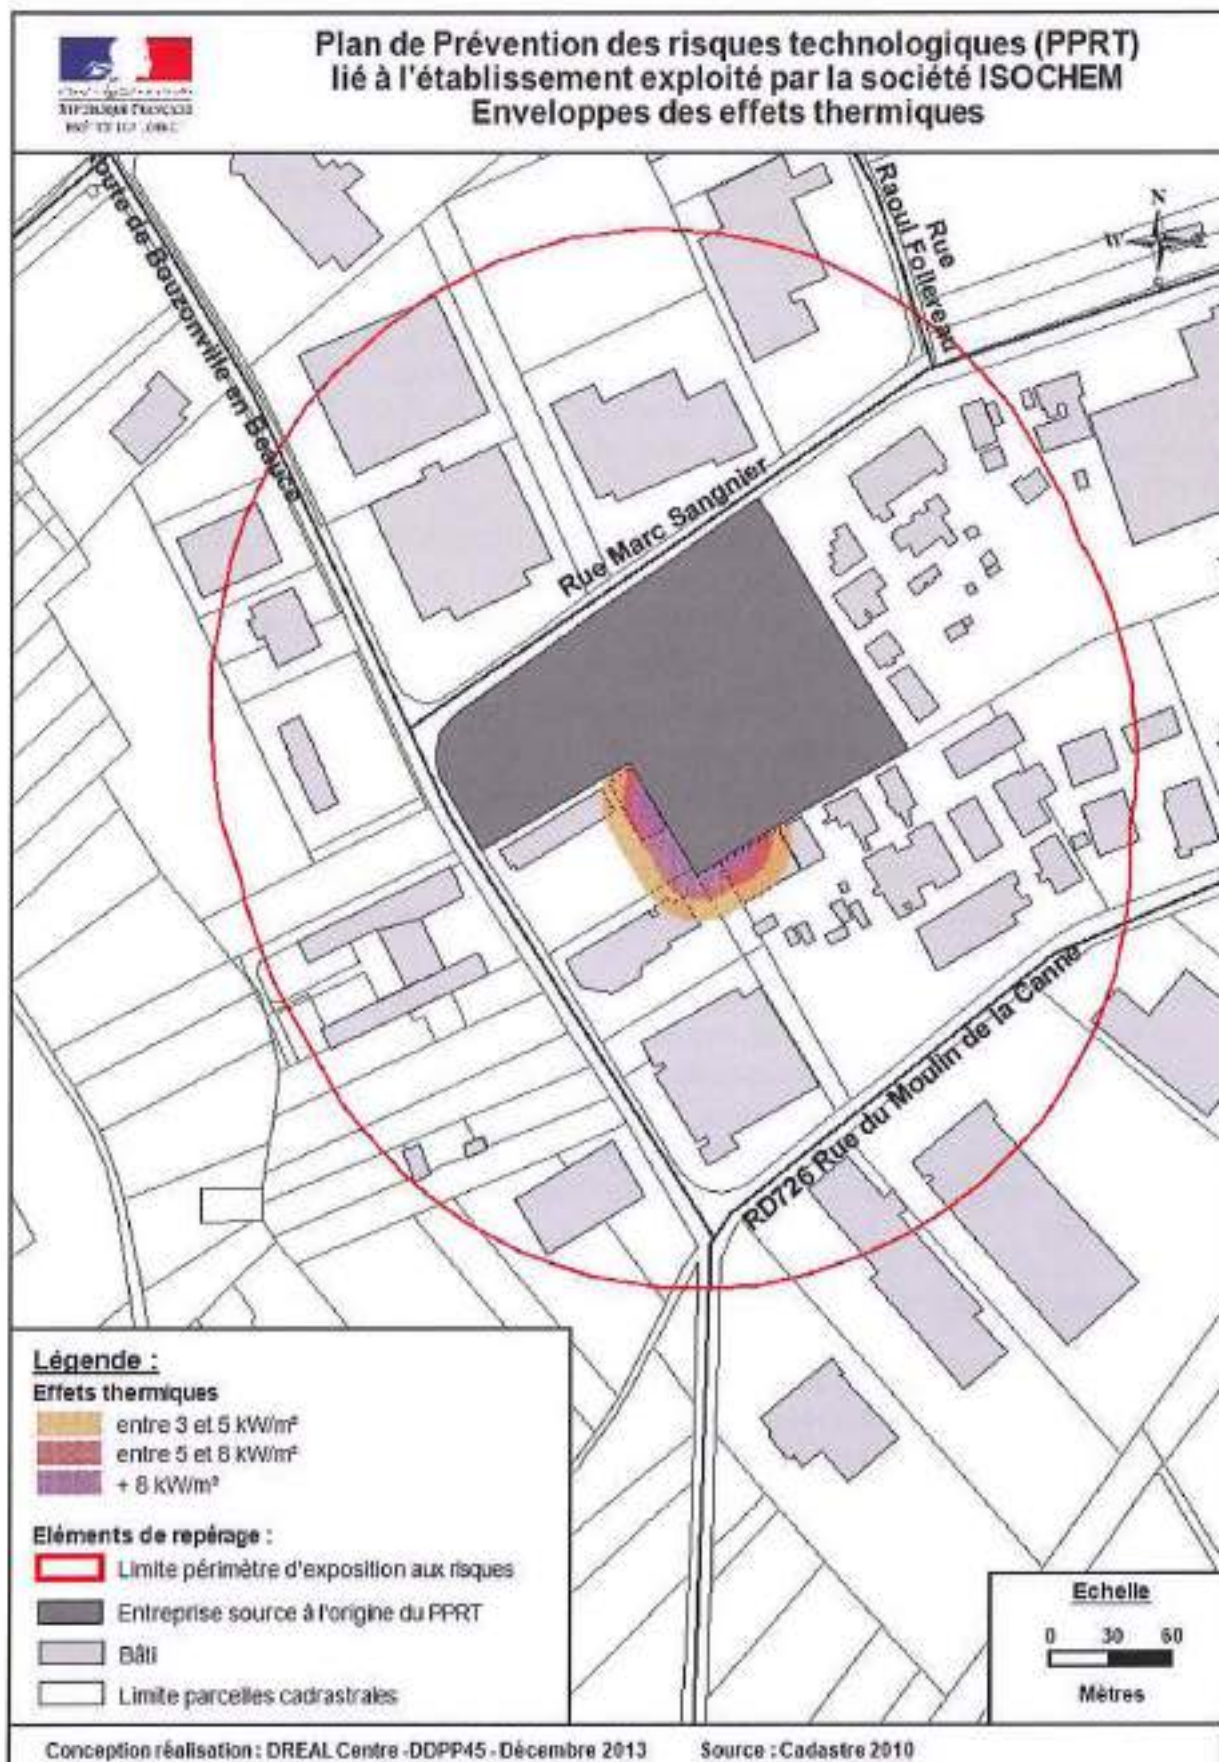 Plan de Prévention des risques technologiques (PPRT)
lié à l'établissement exploité par la société ISOCHEM
Enveloppes des effets thermiques
RÉPUBLIQUE FRANÇAISE
Route de Bouzonville en Beauce
Rue
Raoul Follereau
N
W
Rue Marc Sangnier
RD726 Rue du Moulin de la Canne
Légende :
Effets thermiques
entre 3 et 5 kW/m²
entre 5 et 8 kW/m²
+ 8 kW/m²
Eléments de repérage :
Limite périmètre d'exposition aux risques
Entreprise source à l'origine du PPRT
Bâti
Limite parcelles cadrastrales
Echelle
0 30 60
Mètres
Conception réalisation : DREAL Centre -DDPP45 - Décembre 2013 Source : Cadastre 2010